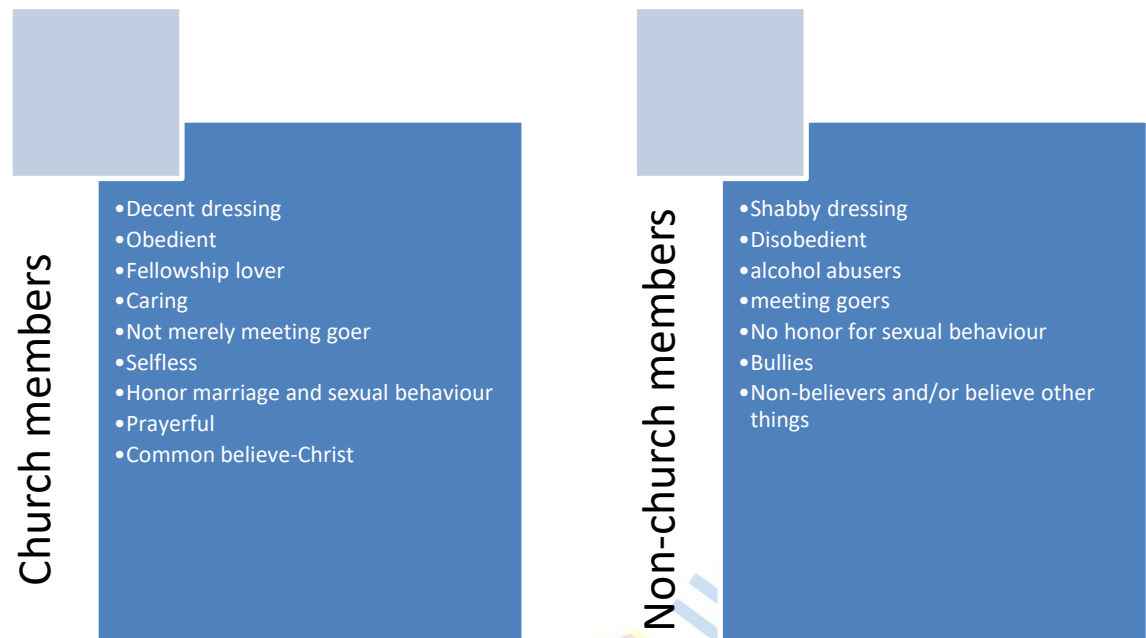 Church members
•Decent dressing
•Obedient
•Fellowship lover
•Caring
•Not merely meeting goer
•Selfless
•Honor marriage and sexual behaviour
•Prayerful
•Common believe-Christ
Non-church members
•Shabby dressing
•Disobedient
•alcohol abusers
•meeting goers
•No honor for sexual behaviour
•Bullies
•Non-believers and/or believe other
things